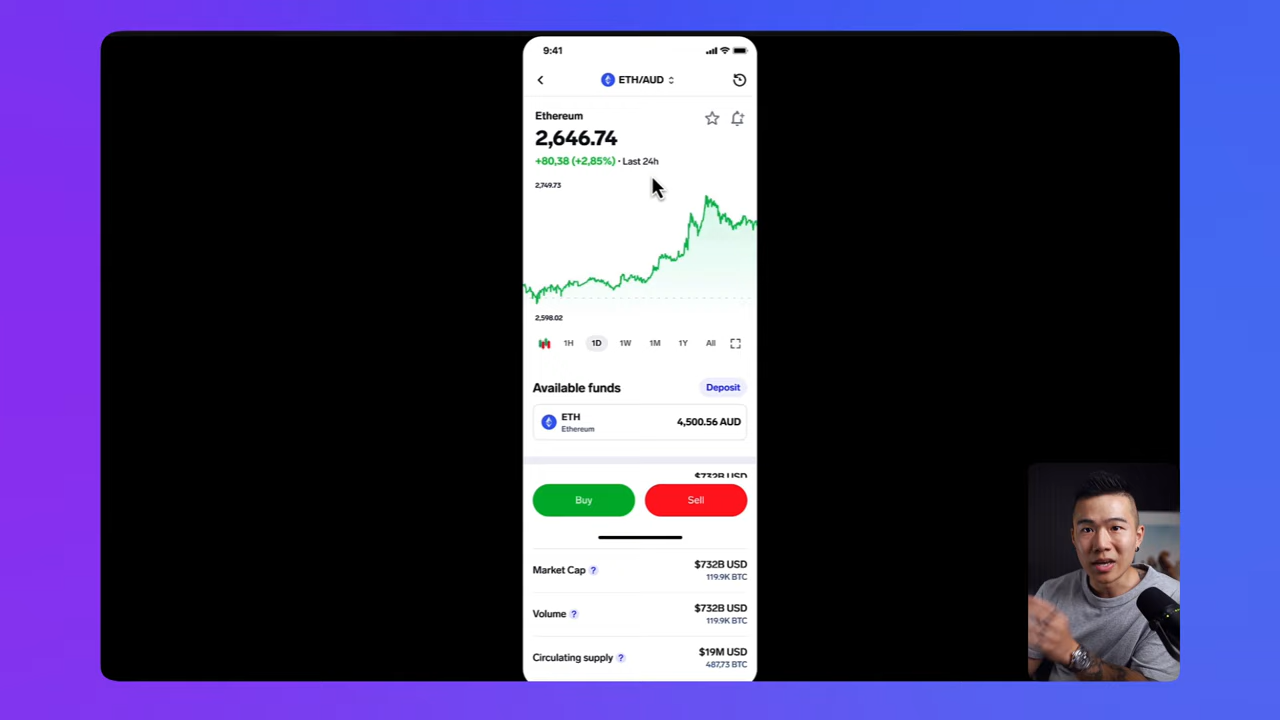 9:41
ETH/AUD
Ethereum
2,646.74
+80,38 (+2,85%) · Last 24h
2,749.73
2,598.02
1H 1D 1W 1M 1Y All
Available funds Deposit
ETH
Ethereum
4,500.56 AUD
$732B USD
Buy Sell
Market Cap ? $732B USD
119.9K BTC
Volume ? $732B USD
119.9K BTC
Circulating supply ? $19M USD
487,73 BTC